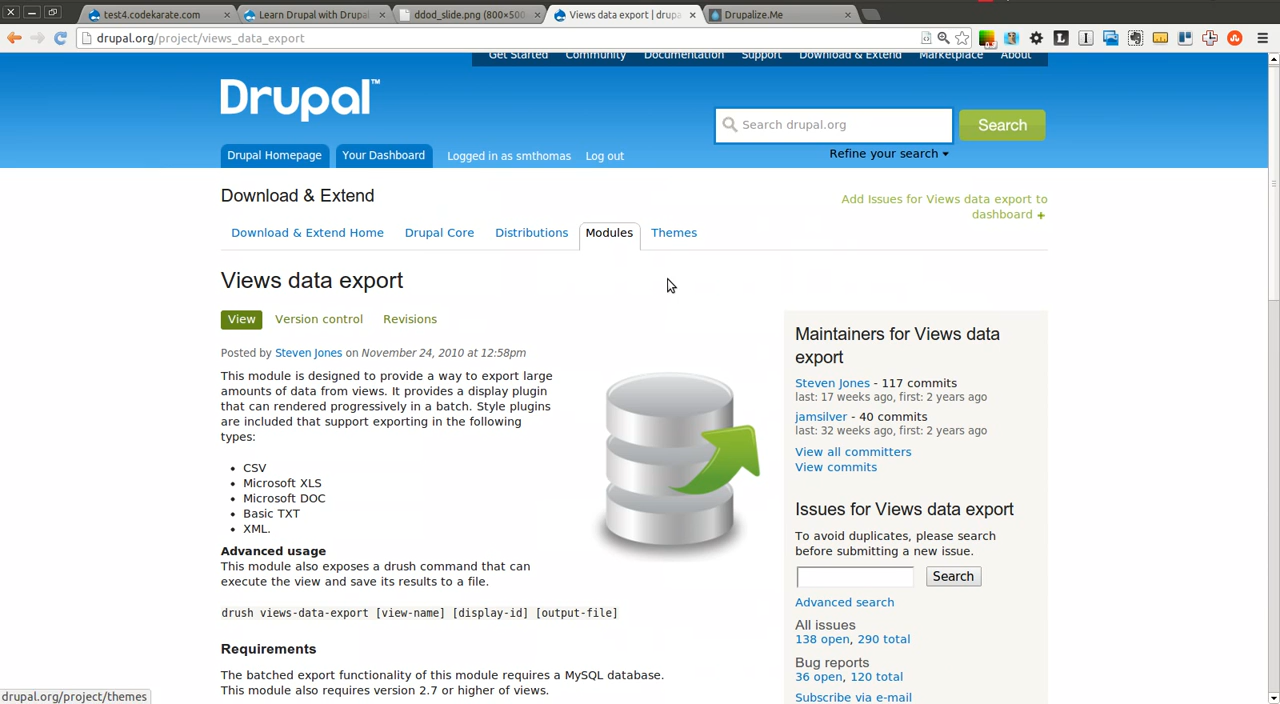 test4.codekarate.com
Learn Drupal with Drupal
ddod_slide.png (800×500
Views data export | drupa
Drupalize.Me
drupal.org/project/views_data_export
Get Started Community Documentation Support Download & Extend Marketplace About
Drupal™
Search drupal.org
Search
Refine your search
Drupal Homepage
Your Dashboard
Logged in as smthomas
Log out
Download & Extend
Add Issues for Views data export to
dashboard +
Download & Extend Home
Drupal Core
Distributions
Modules
Themes
Views data export
View
Version control
Revisions
Posted by Steven Jones on November 24, 2010 at 12:58pm
This module is designed to provide a way to export large
amounts of data from views. It provides a display plugin
that can rendered progressively in a batch. Style plugins
are included that support exporting in the following
types:
• CSV
• Microsoft XLS
• Microsoft DOC
• Basic TXT
• XML.
Advanced usage
This module also exposes a drush command that can
execute the view and save its results to a file.
drush views-data-export [view-name] [display-id] [output-file]
Requirements
The batched export functionality of this module requires a MySQL database.
This module also requires version 2.7 or higher of views.
Maintainers for Views data
export
Steven Jones - 117 commits
last: 17 weeks ago, first: 2 years ago
jamsilver - 40 commits
last: 32 weeks ago, first: 2 years ago
View all committers
View commits
Issues for Views data export
To avoid duplicates, please search
before submitting a new issue.
Search
Advanced search
All issues
138 open, 290 total
Bug reports
36 open, 120 total
Subscribe via e-mail
drupal.org/project/themes